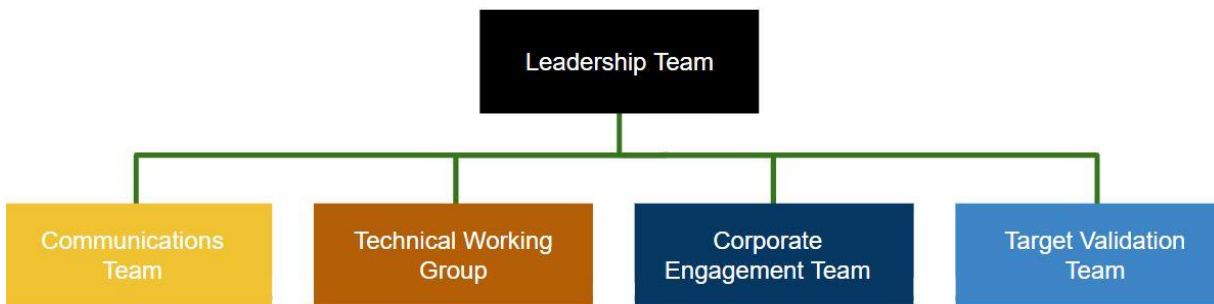 Leadership Team
Communications
Team
Technical Working
Group
Corporate
Engagement Team
Target Validation
Team